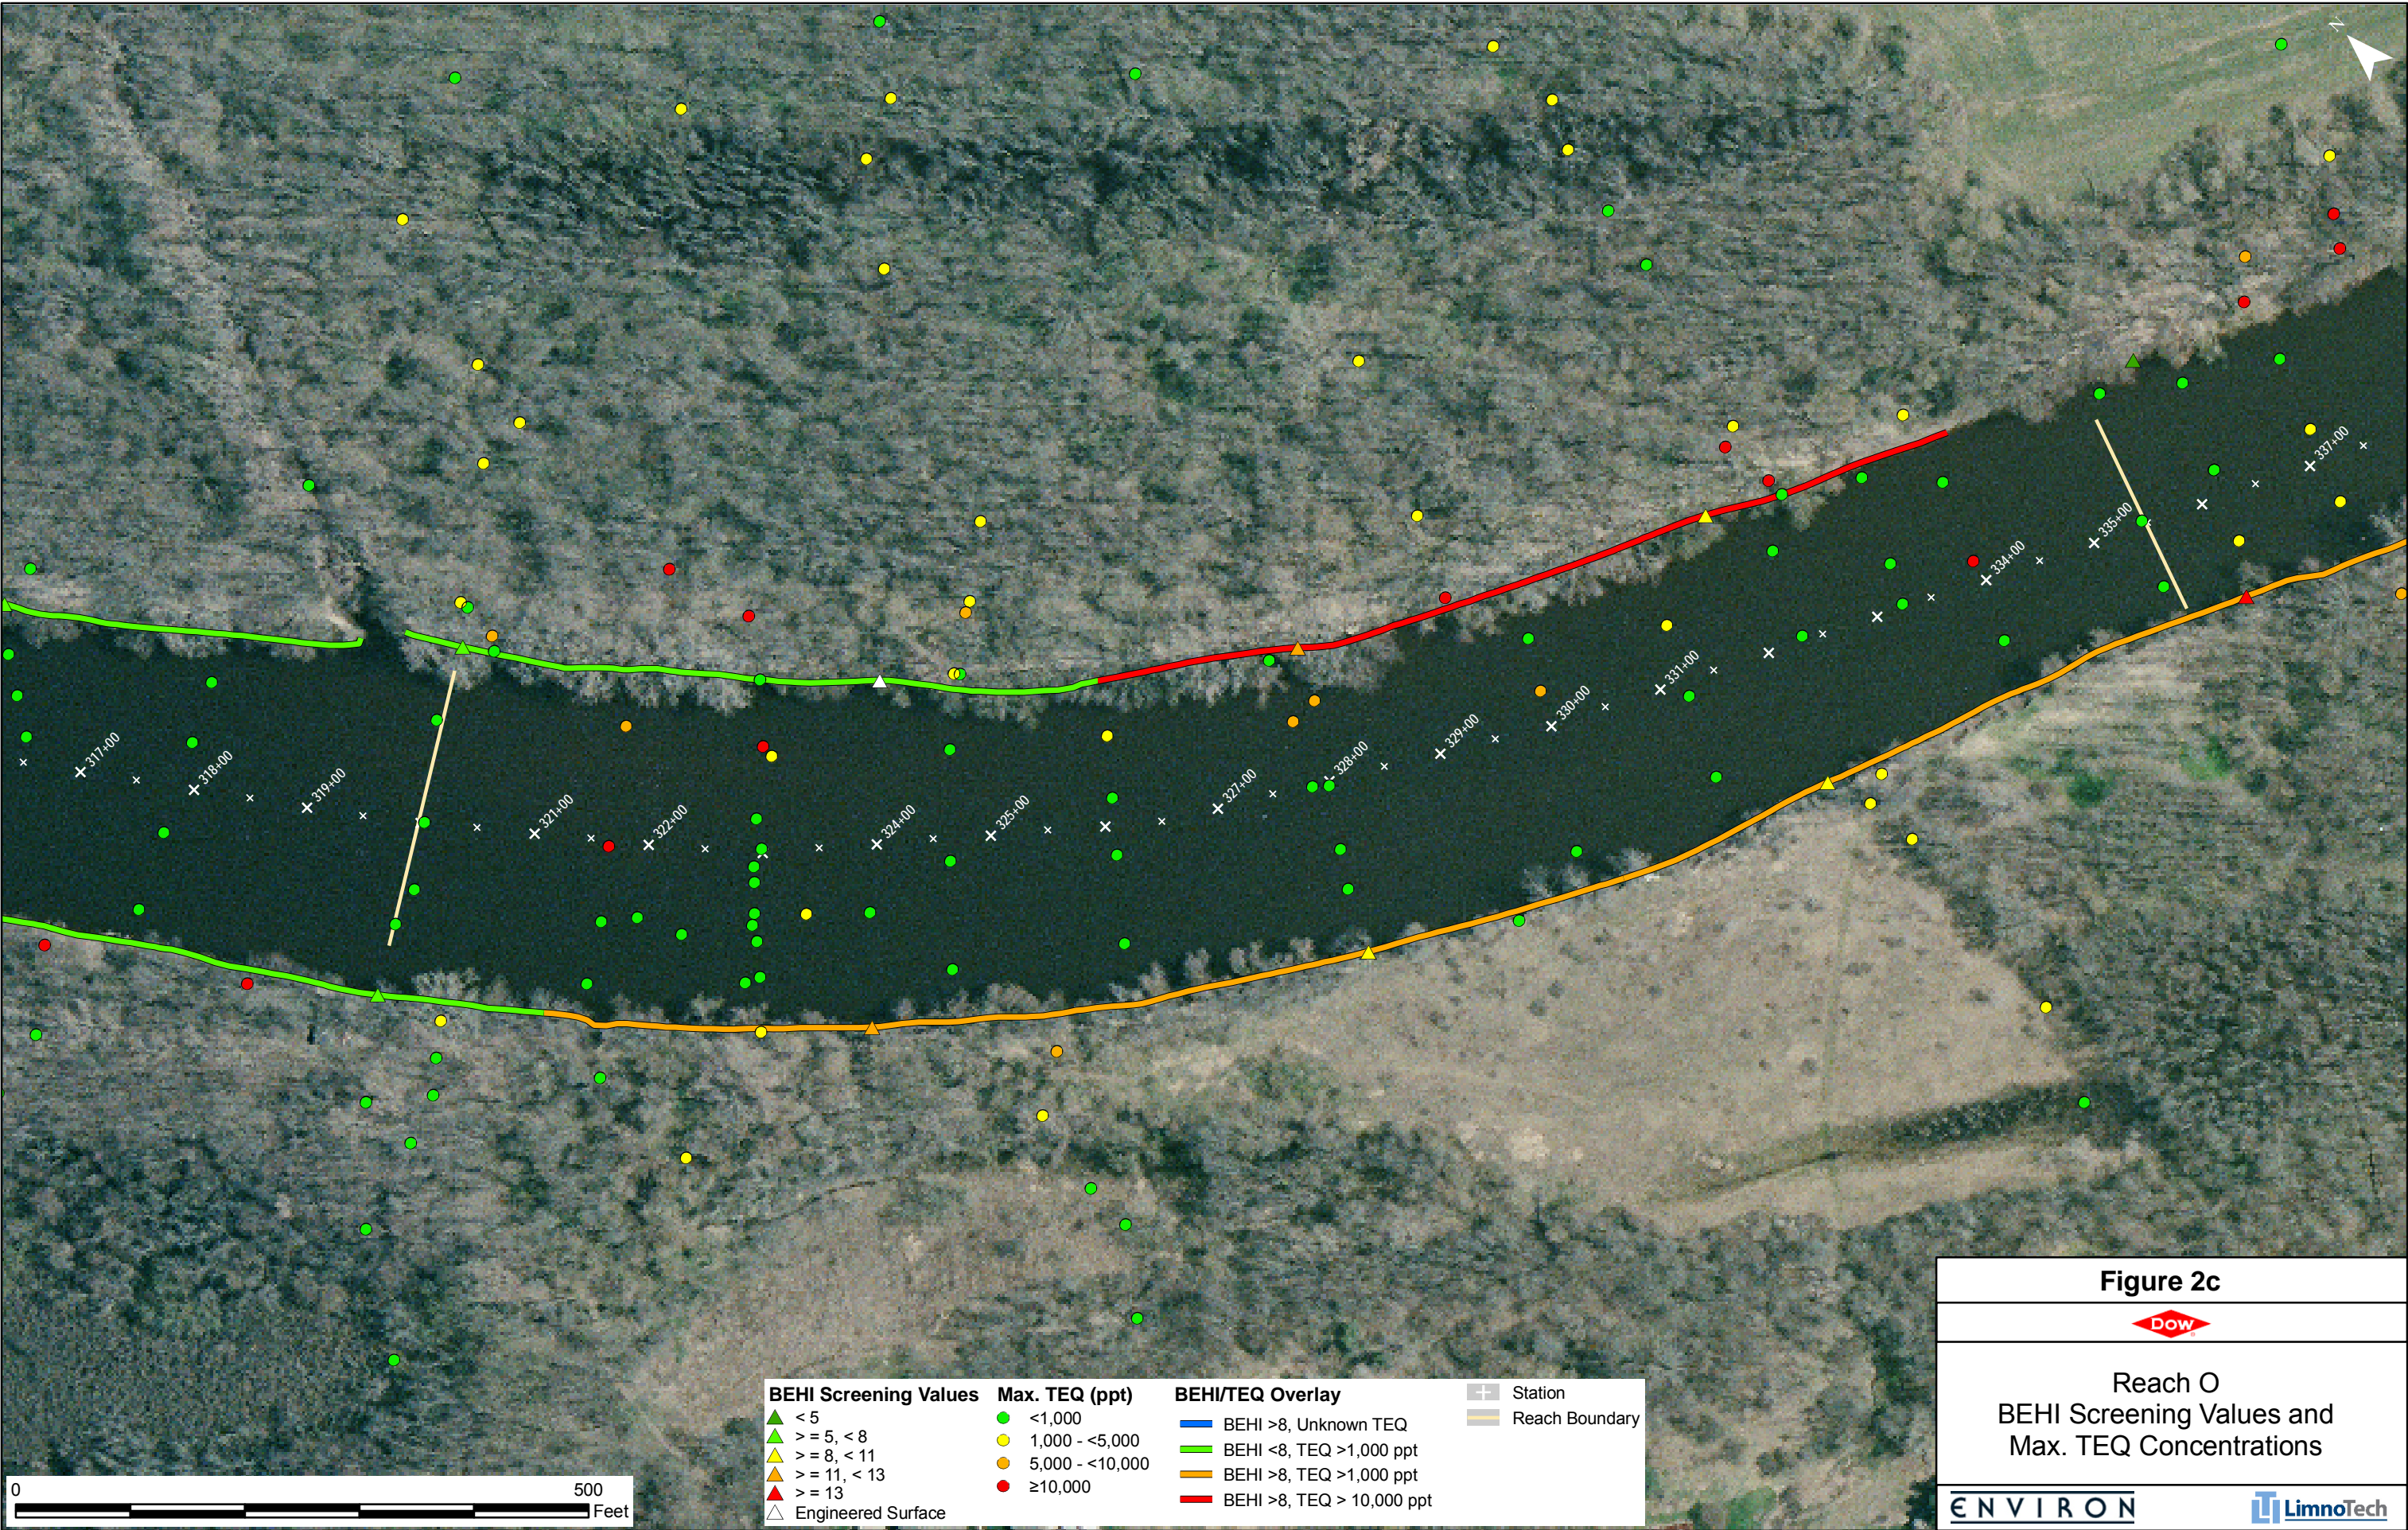 N
337+00
335+00
334+00
331+00
330+00
329+00
328+00
327+00
325+00
324+00
322+00
321+00
319+00
318+00
317+00
BEHI Screening Values
< 5
> = 5, < 8
> = 8, < 11
> = 11, < 13
> = 13
Engineered Surface
Max. TEQ (ppt)
<1,000
1,000 - <5,000
5,000 - <10,000
≥10,000
BEHI/TEQ Overlay
BEHI >8, Unknown TEQ
BEHI <8, TEQ >1,000 ppt
BEHI >8, TEQ >1,000 ppt
BEHI >8, TEQ > 10,000 ppt
Station
Reach Boundary
0 500
Feet
Figure 2c
DOW
Reach O
BEHI Screening Values and
Max. TEQ Concentrations
ENVIRON
LTI LimnoTech